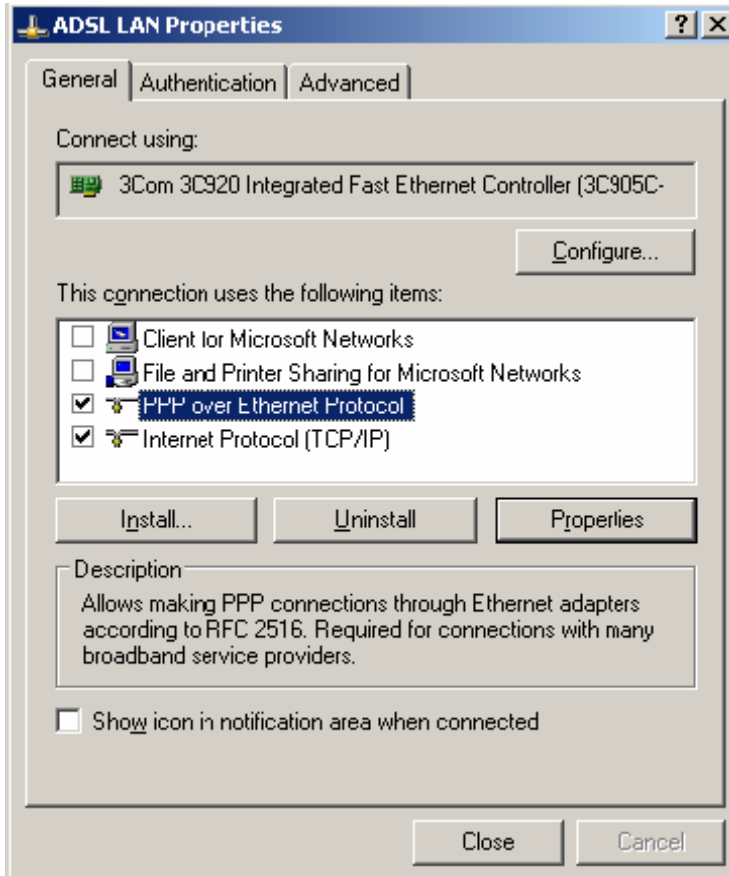 ADSL LAN Properties
General Authentication Advanced
Connect using:
3Com 3C920 Integrated Fast Ethernet Controller (3C905C-
Configure...
This connection uses the following items:
Client for Microsoft Networks
File and Printer Sharing for Microsoft Networks
PPP over Ethernet Protocol
Internet Protocol (TCP/IP)
Install... Uninstall Properties
Description
Allows making PPP connections through Ethernet adapters
according to RFC 2516. Required for connections with many
broadband service providers.
Show icon in notification area when connected
Close Cancel